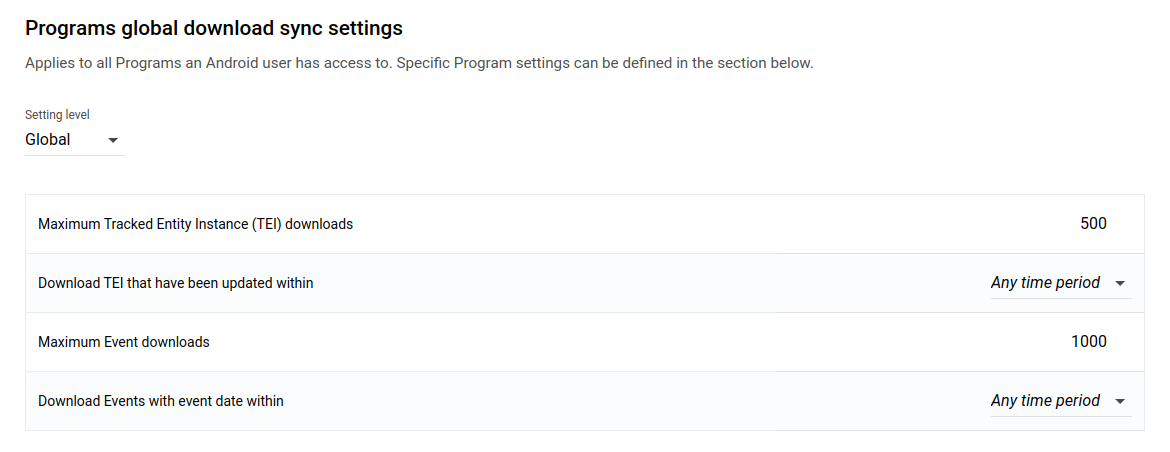 Programs global download sync settings
Applies to all Programs an Android user has access to. Specific Program settings can be defined in the section below.
Setting level
Global
Maximum Tracked Entity Instance (TEI) downloads 500
Download TEI that have been updated within Any time period
Maximum Event downloads 1000
Download Events with event date within Any time period